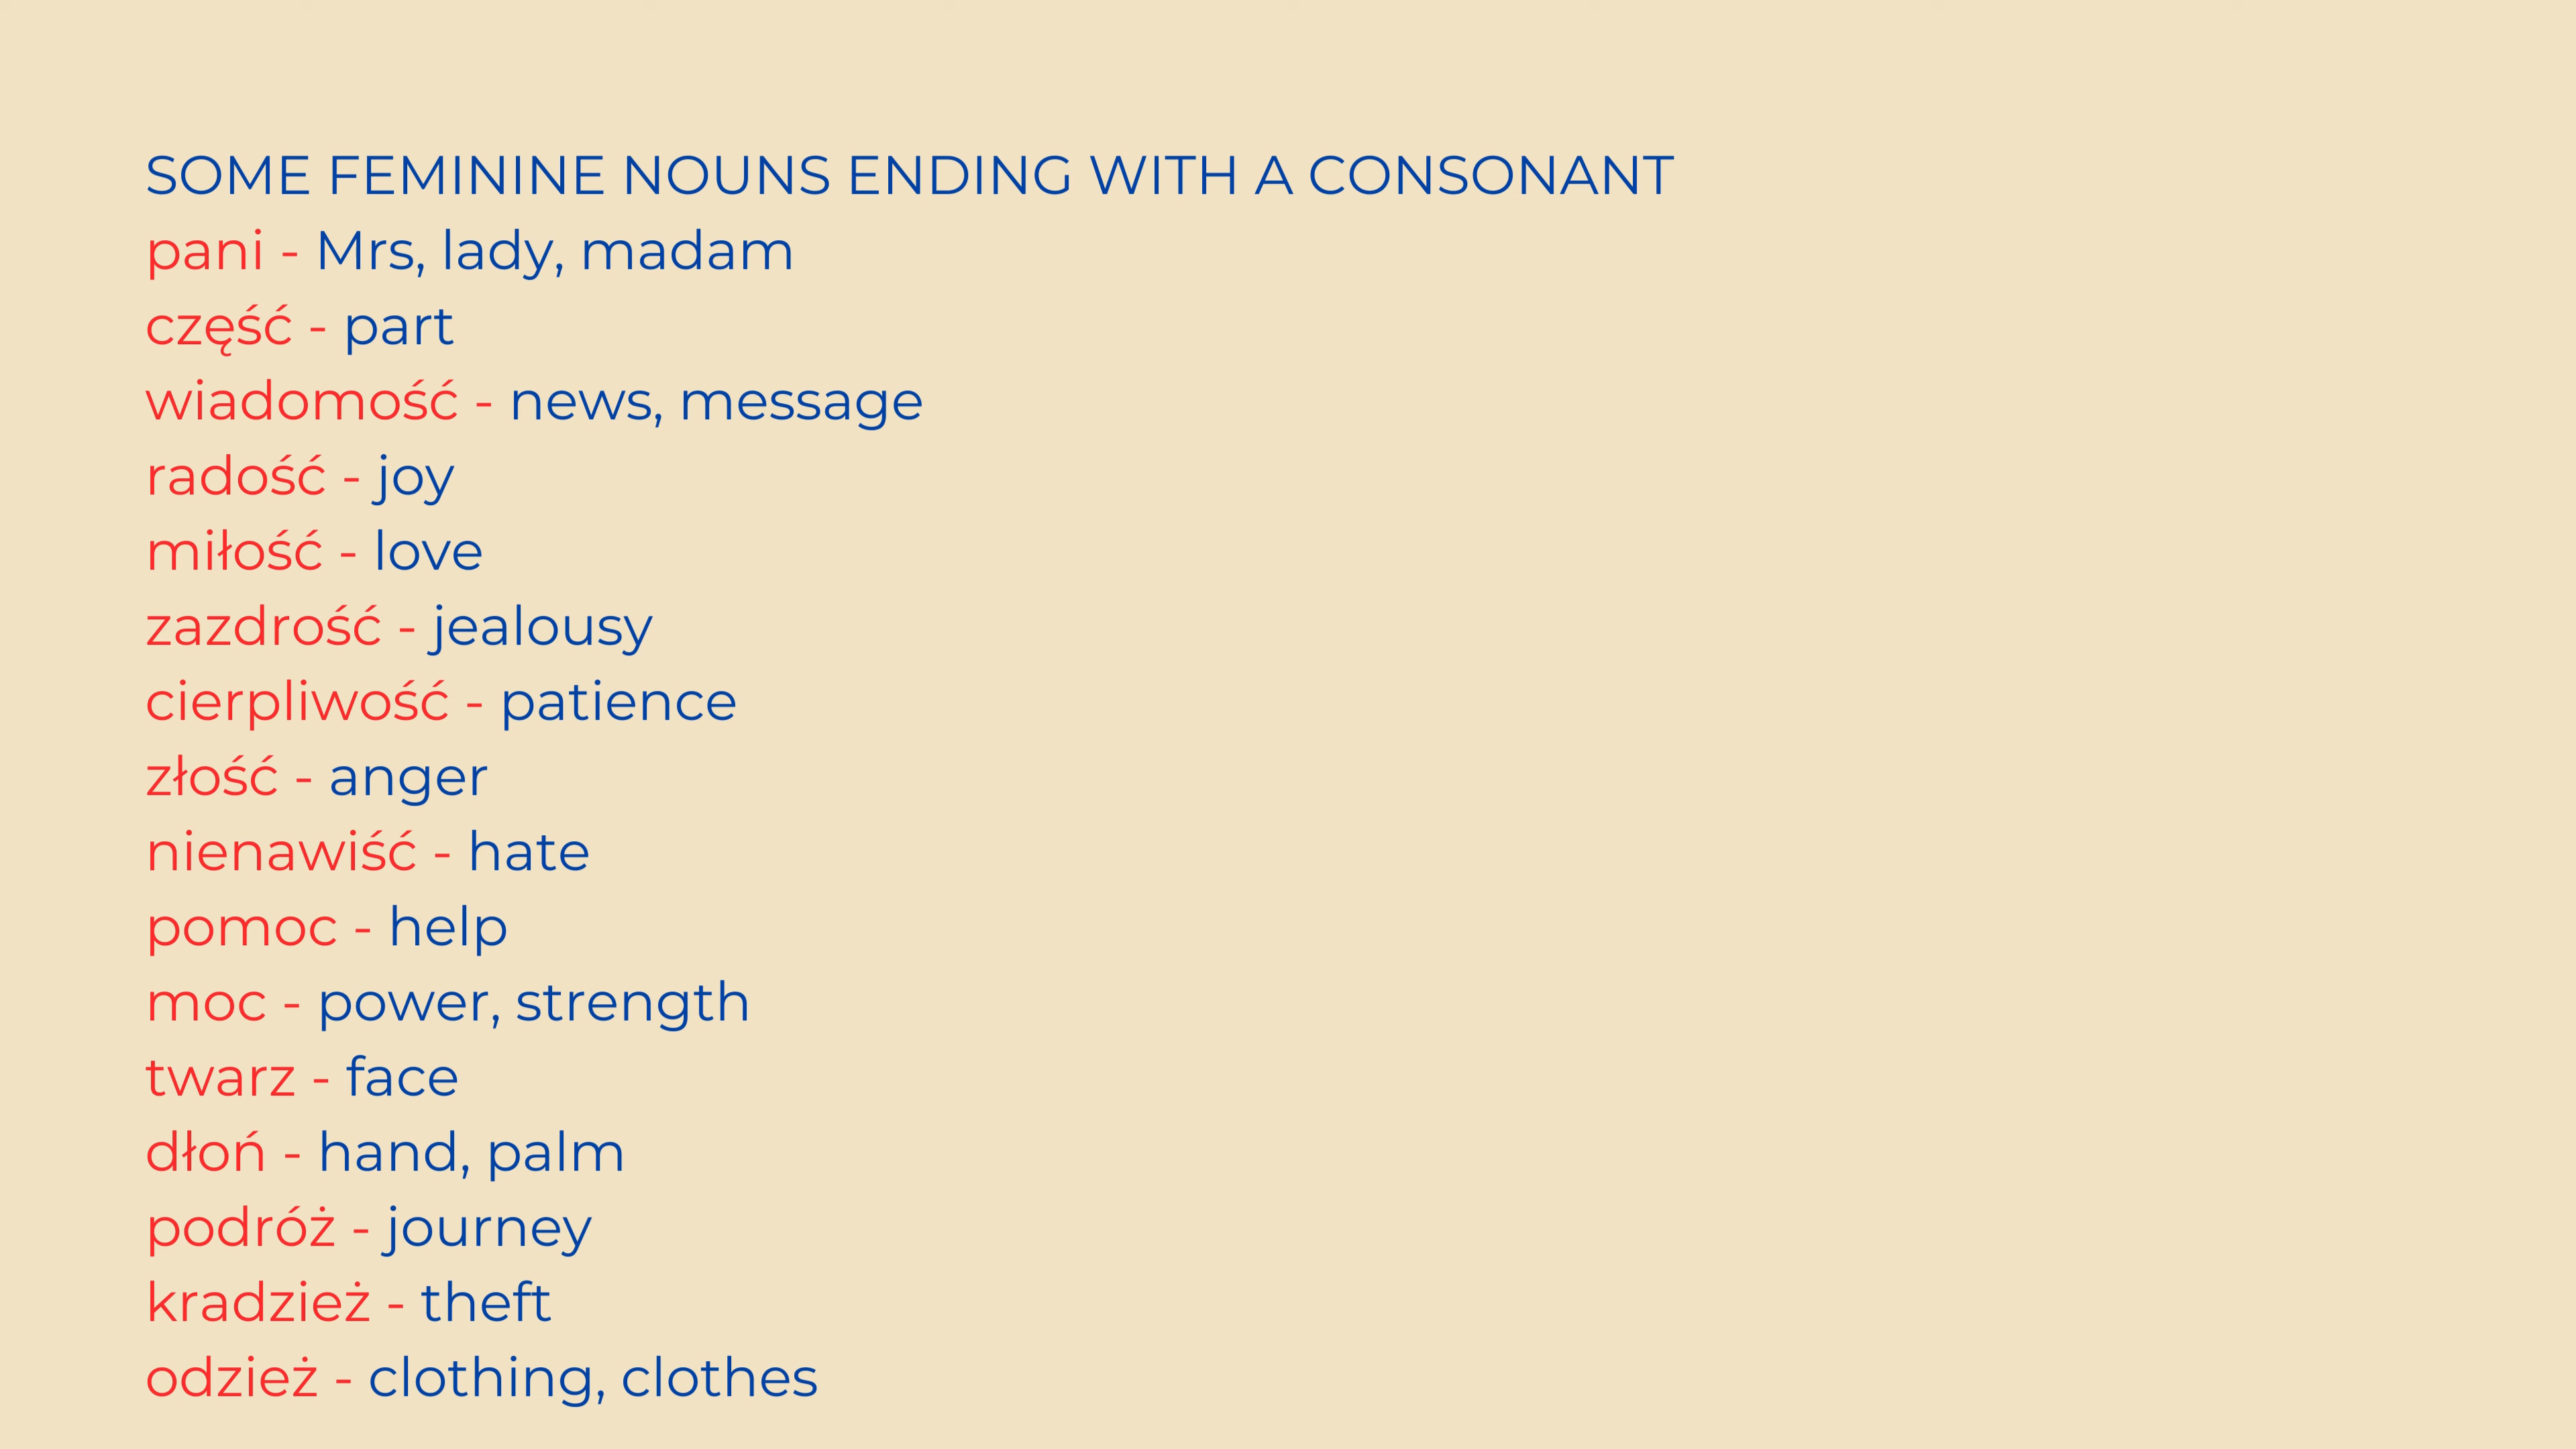 SOME FEMININE NOUNS ENDING WITH A CONSONANT
pani - Mrs, lady, madam
część - part
wiadomość - news, message
radość - joy
miłość - love
zazdrość - jealousy
cierpliwość - patience
złość - anger
nienawiść - hate
pomoc - help
moc - power, strength
twarz - face
dłoń - hand, palm
podróż - journey
kradzież - theft
odzież - clothing, clothes